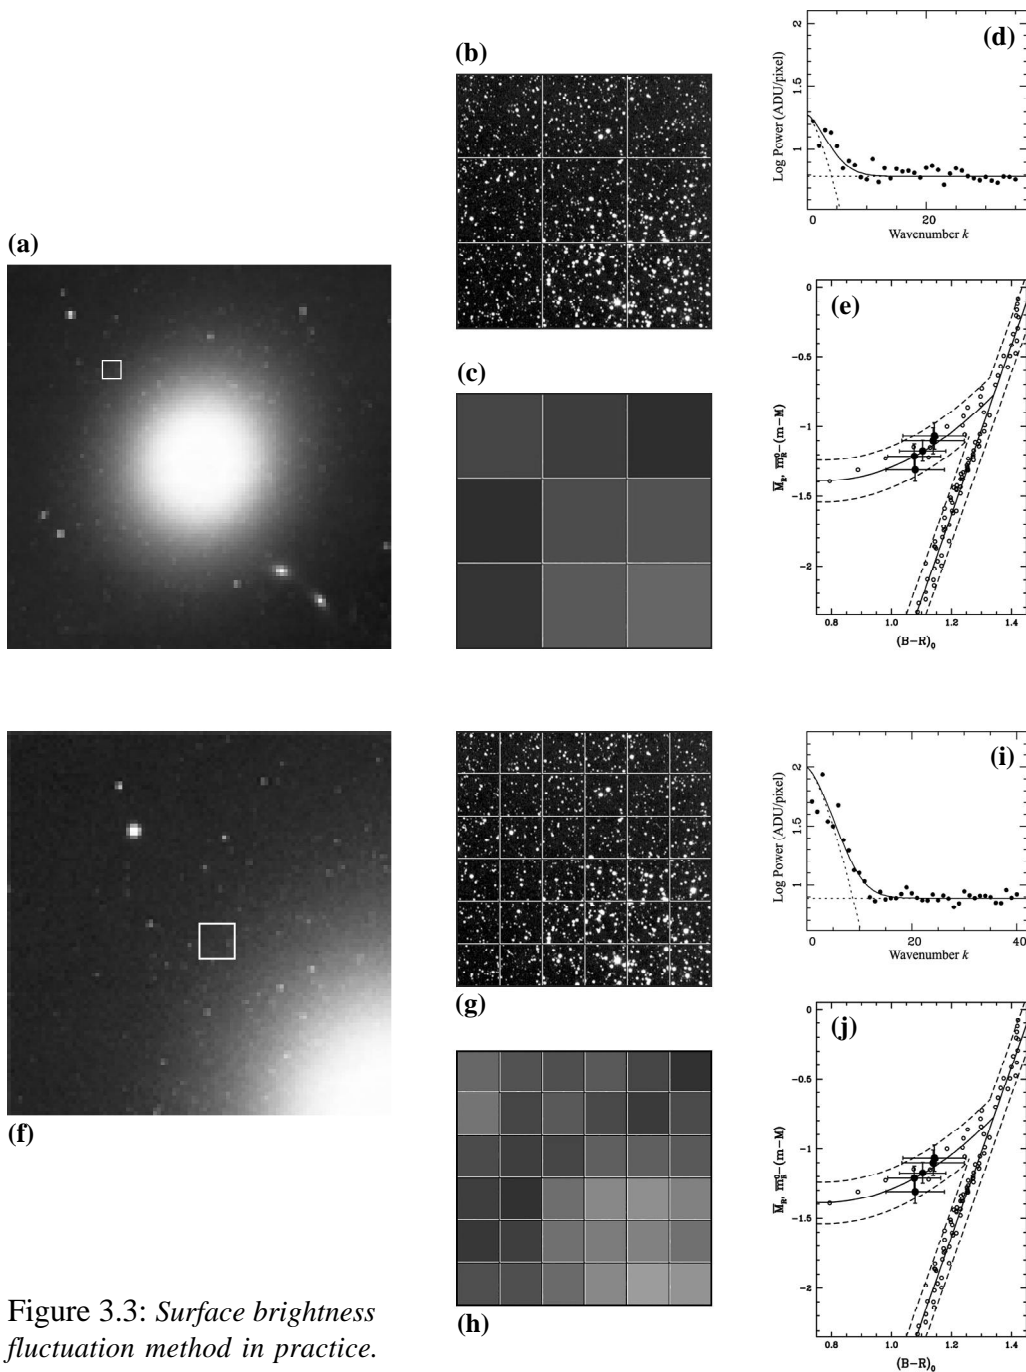 (a)
(b)
(c)
(d)
2
1.5
1
Log Power (ADU/pixel)
0
20
Wavenumber k
(e)
0
−0.5
−1
−1.5
−2
0.8
1.0
1.2
1.4
(B−R)₀
(f)
(g)
(h)
(i)
2
1.5
1
Log Power (ADU/pixel)
0
20
40
Wavenumber k
(j)
0
−0.5
−1
−1.5
−2
0.8
1.0
1.2
1.4
(B−R)₀
Figure 3.3: Surface brightness
fluctuation method in practice.